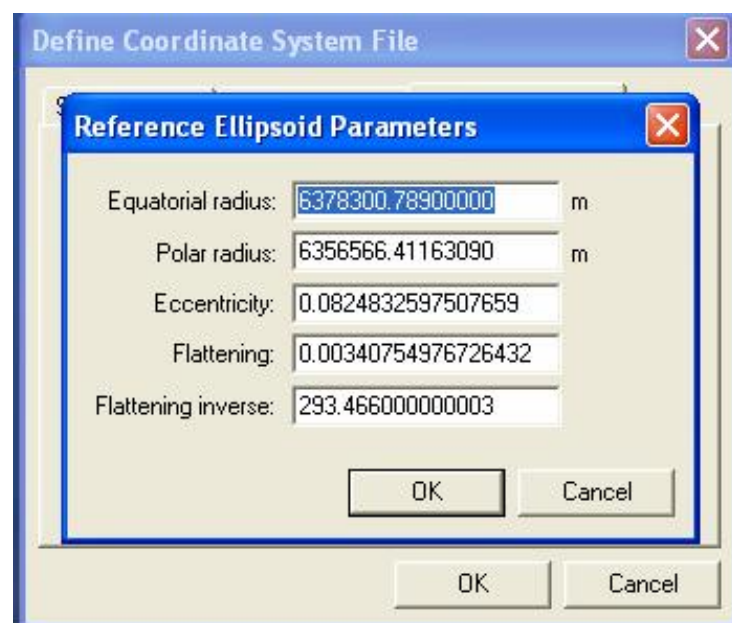 Define Coordinate System File
Reference Ellipsoid Parameters
Equatorial radius: 6378300.78900000 m
Polar radius: 6356566.41163090 m
Eccentricity: 0.0824832597507659
Flattening: 0.00340754976726432
Flattening inverse: 293.466000000003
OK Cancel
OK Cancel